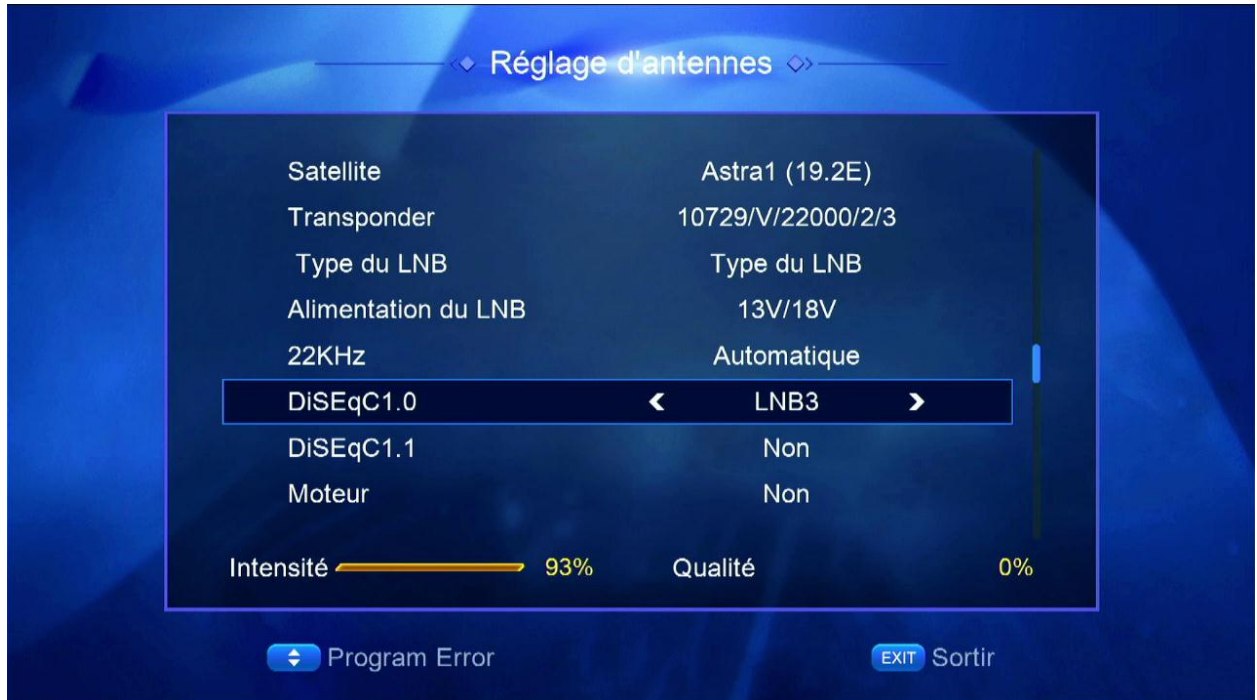 Réglage d'antennes
Satellite Astra1 (19.2E)
Transponder 10729/V/22000/2/3
Type du LNB Type du LNB
Alimentation du LNB 13V/18V
22KHz Automatique
DiSEqC1.0 LNB3
DiSEqC1.1 Non
Moteur Non
Intensité 93% Qualité 0%
Program Error EXIT Sortir